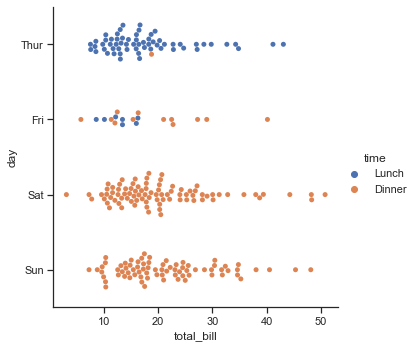 Thur
Fri
Sat
Sun
day
10 20 30 40 50
total_bill
time
Lunch
Dinner